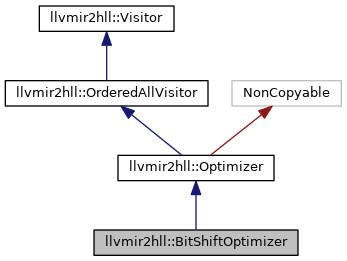 llvmir2hll::Visitor
llvmir2hll::OrderedAllVisitor
NonCopyable
llvmir2hll::Optimizer
llvmir2hll::BitShiftOptimizer